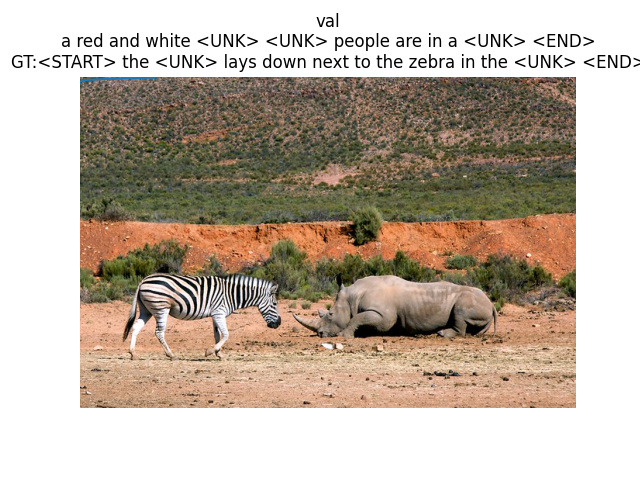 val
a red and white <UNK> <UNK> people are in a <UNK> <END>
GT:<START> the <UNK> lays down next to the zebra in the <UNK> <END>